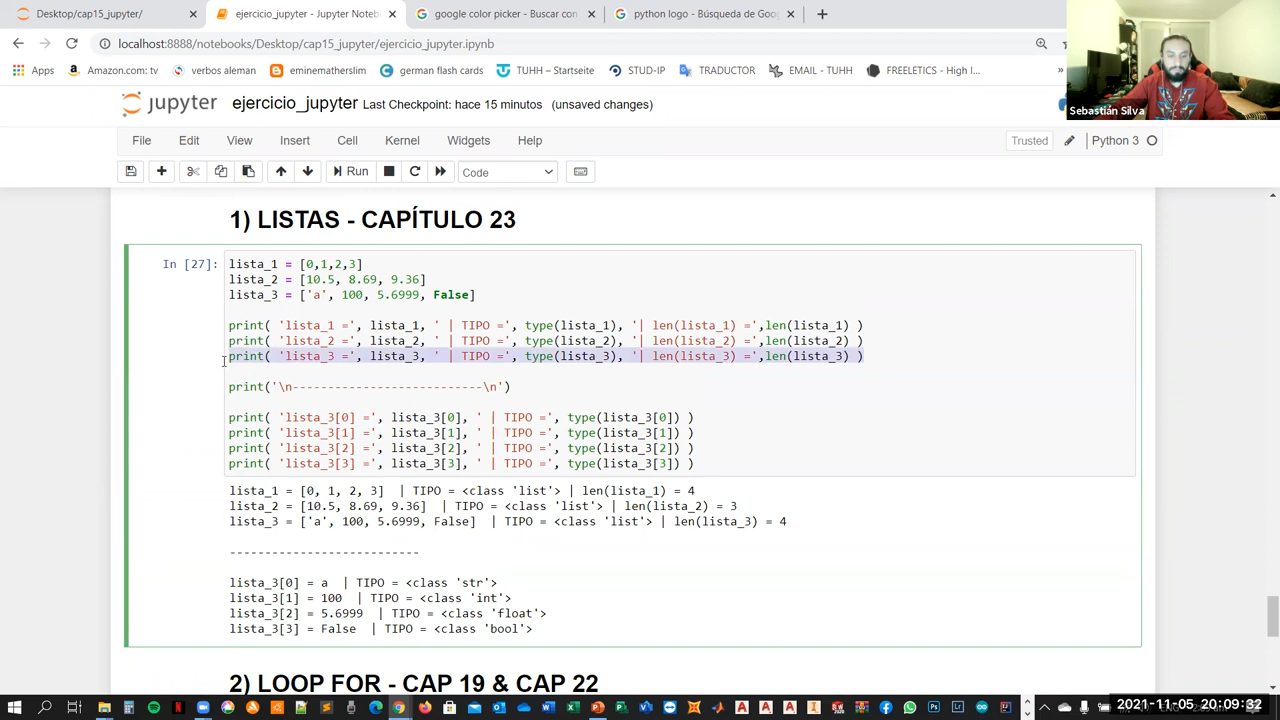 Desktop/cap15_jupyter/
ejercicio_jupyter - Jupyter Noteb
google color picker - Buscar con
python logo - Búsqueda de Goo
localhost:8888/notebooks/Desktop/cap15_jupyter/ejercicio_jupyter.ipynb
Apps Amazon.com: tv verbos aleman eminematherslim german flash cards TUHH – Startseite STUD-IP TRADUCTOR EMAIL - TUHH FREELETICS - High I... »
Sebastián Silva
jupyter ejercicio_jupyter Last Checkpoint: hace 15 minutos (unsaved changes)
File Edit View Insert Cell Kernel Widgets Help Trusted Python 3
Run Code
1) LISTAS - CAPÍTULO 23
In [27]: lista_1 = [0,1,2,3]
lista_2 = [10.5, 8.69, 9.36]
lista_3 = ['a', 100, 5.6999, False]
print( 'lista_1 =', lista_1, ' | TIPO =', type(lista_1), '| len(lista_1) =',len(lista_1) )
print( 'lista_2 =', lista_2, ' | TIPO =', type(lista_2), '| len(lista_2) =',len(lista_2) )
print( 'lista_3 =', lista_3, ' | TIPO =', type(lista_3), '| len(lista_3) =',len(lista_3) )
print('\n---------------------------\n')
print( 'lista_3[0] =', lista_3[0], ' | TIPO =', type(lista_3[0]) )
print( 'lista_3[1] =', lista_3[1], ' | TIPO =', type(lista_3[1]) )
print( 'lista_3[2] =', lista_3[2], ' | TIPO =', type(lista_3[2]) )
print( 'lista_3[3] =', lista_3[3], ' | TIPO =', type(lista_3[3]) )
lista_1 = [0, 1, 2, 3]  | TIPO = <class 'list'> | len(lista_1) = 4
lista_2 = [10.5, 8.69, 9.36]  | TIPO = <class 'list'> | len(lista_2) = 3
lista_3 = ['a', 100, 5.6999, False]  | TIPO = <class 'list'> | len(lista_3) = 4
---------------------------
lista_3[0] = a  | TIPO = <class 'str'>
lista_3[1] = 100  | TIPO = <class 'int'>
lista_3[2] = 5.6999  | TIPO = <class 'float'>
lista_3[3] = False  | TIPO = <class 'bool'>
2) LOOP FOR - CAP 19 & CAP 22
2021-11-05 20:09:32